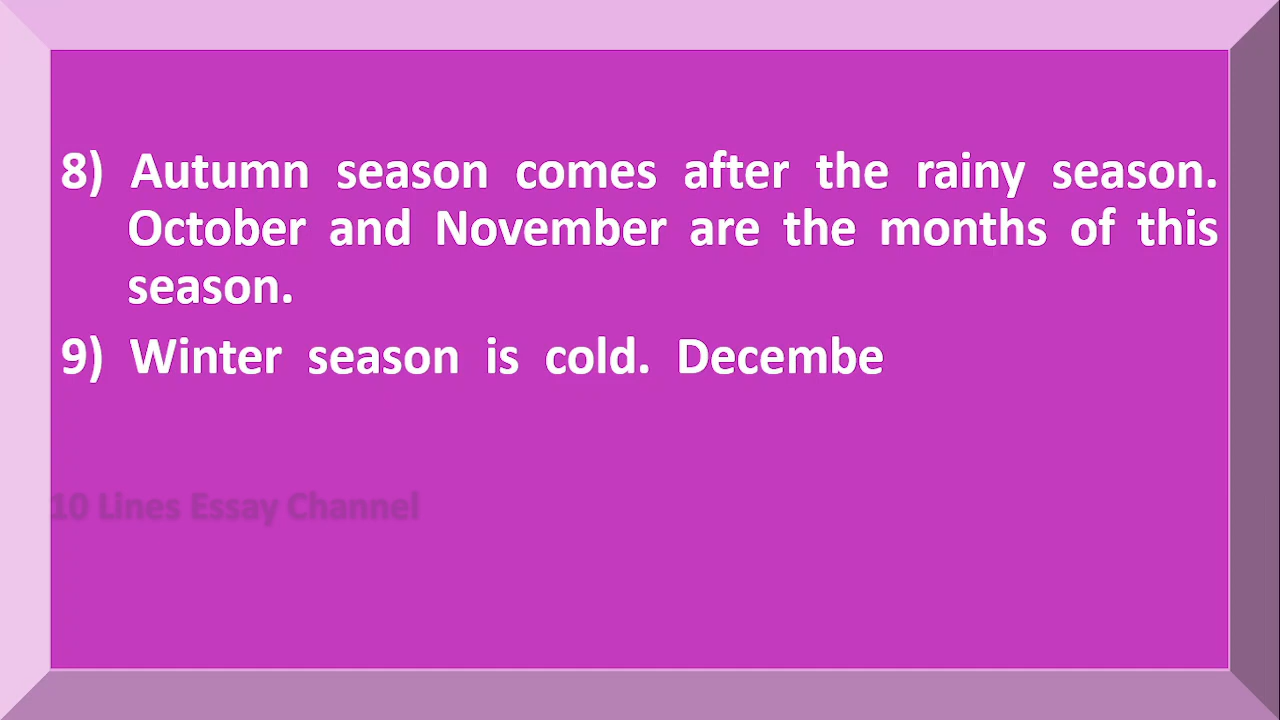 8) Autumn season comes after the rainy season.
October and November are the months of this
season.
9) Winter season is cold. Decembe
10 Lines Essay Channel